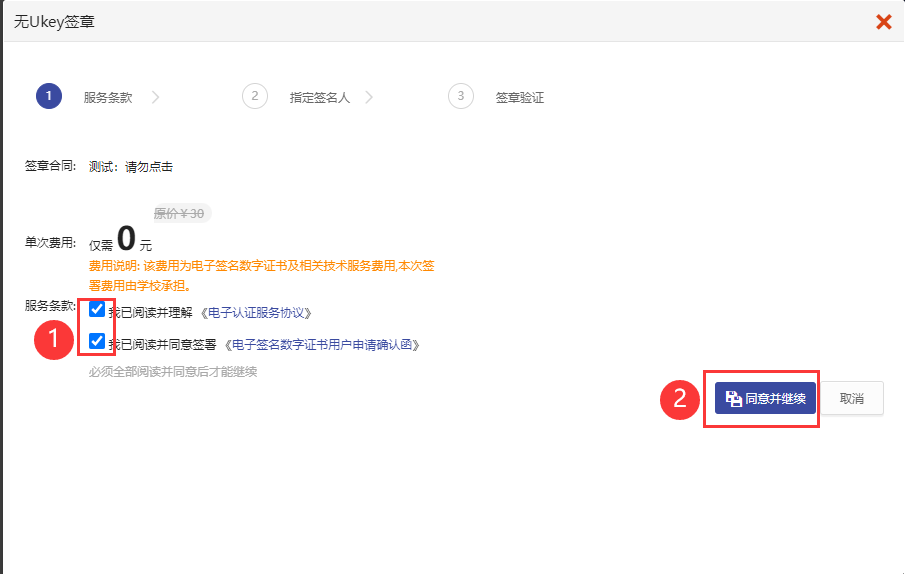 无Ukey签章
1 服务条款 2 指定签名人 3 签章验证
签章合同: 测试：请勿点击
原价￥30
单次费用: 仅需 0 元
费用说明: 该费用为电子签名数字证书及相关技术服务费用,本次签
署费用由学校承担。
服务条款: 我已阅读并理解 《电子认证服务协议》
1
我已阅读并同意签署 《电子签名数字证书用户申请确认函》
必须全部阅读并同意后才能继续
2 同意并继续 取消